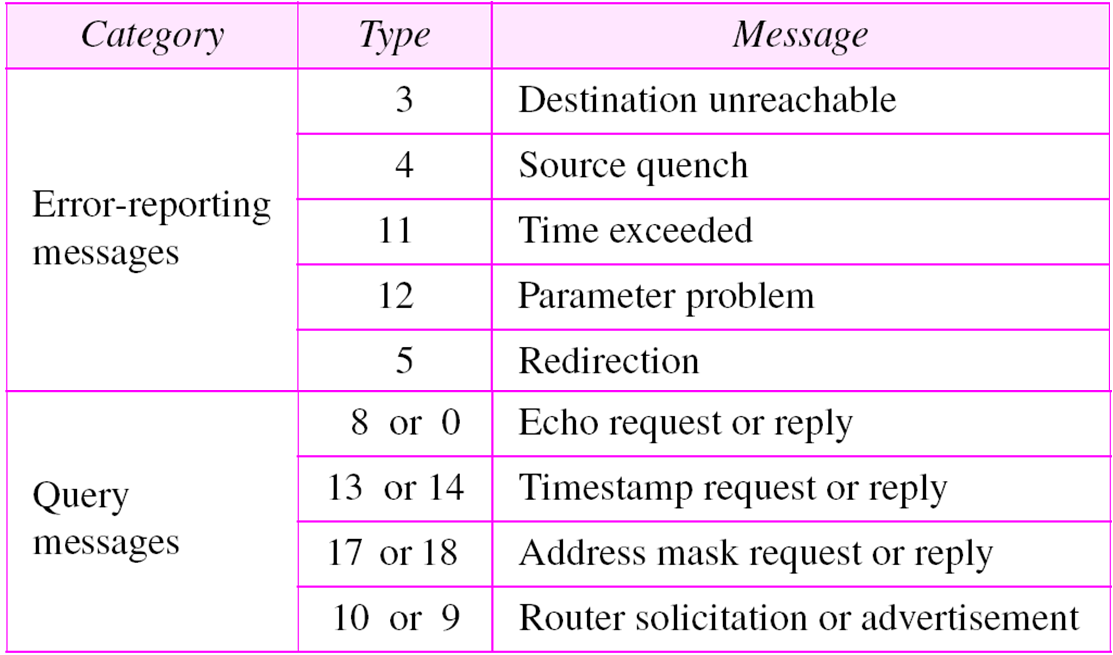 Category Type Message
Error-reporting
messages
3 Destination unreachable
4 Source quench
11 Time exceeded
12 Parameter problem
5 Redirection
Query
messages
8 or 0 Echo request or reply
13 or 14 Timestamp request or reply
17 or 18 Address mask request or reply
10 or 9 Router solicitation or advertisement